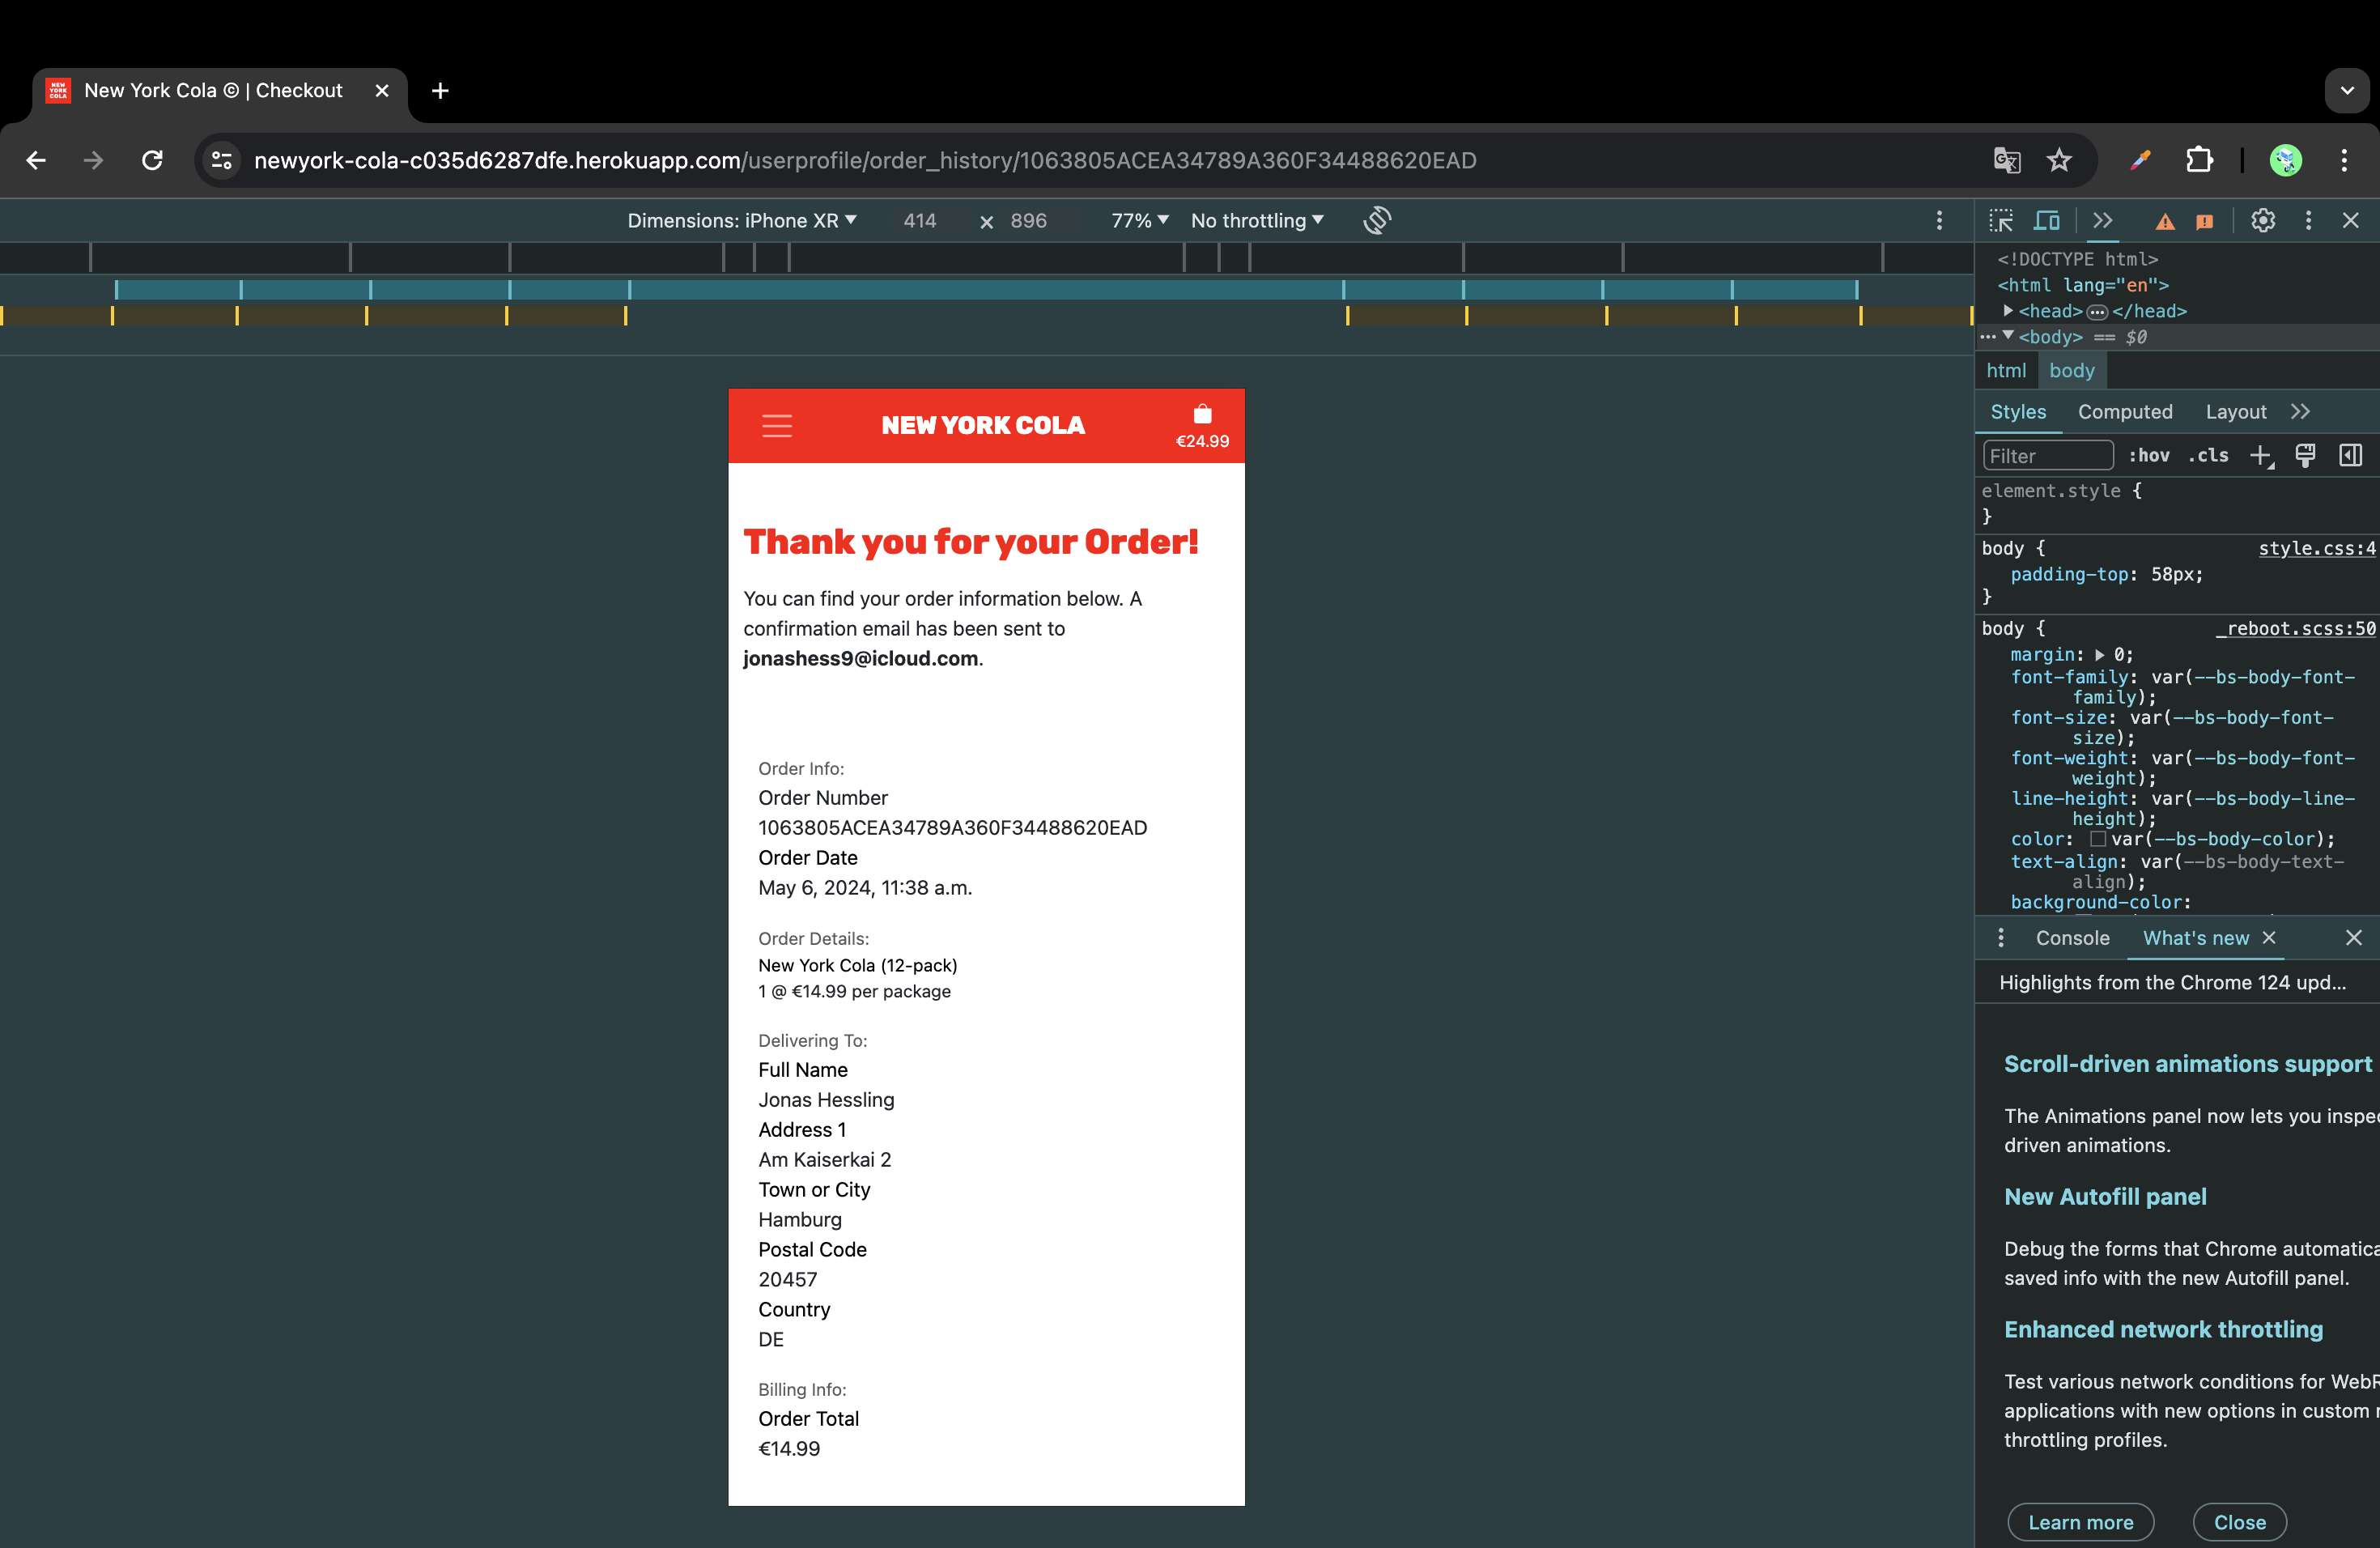 NEW YORK COLA
New York Cola © | Checkout
newyork-cola-c035d6287dfe.herokuapp.com/userprofile/order_history/1063805ACEA34789A360F34488620EAD
Dimensions: iPhone XR
414 × 896
77%
No throttling
NEW YORK COLA
€24.99
Thank you for your Order!
You can find your order information below. A
confirmation email has been sent to
jonashess9@icloud.com.
Order Info:
Order Number
1063805ACEA34789A360F34488620EAD
Order Date
May 6, 2024, 11:38 a.m.
Order Details:
New York Cola (12-pack)
1 @ €14.99 per package
Delivering To:
Full Name
Jonas Hessling
Address 1
Am Kaiserkai 2
Town or City
Hamburg
Postal Code
20457
Country
DE
Billing Info:
Order Total
€14.99
<!DOCTYPE html>
<html lang="en">
<head> </head>
<body> == $0
html body
Styles Computed Layout
Filter :hov .cls
element.style {
}
body { style.css:4
padding-top: 58px;
}
body { _reboot.scss:50
margin: 0;
font-family: var(--bs-body-font-
family);
font-size: var(--bs-body-font-
size);
font-weight: var(--bs-body-font-
weight);
line-height: var(--bs-body-line-
height);
color: var(--bs-body-color);
text-align: var(--bs-body-text-
align);
background-color:
Console What's new
Highlights from the Chrome 124 upd...
Scroll-driven animations support
The Animations panel now lets you
driven animations.
New Autofill panel
Debug the forms that Chrome
saved info with the new Autofill panel.
Enhanced network throttling
Test various network conditions for
applications with new options in custom
throttling profiles.
Learn more Close